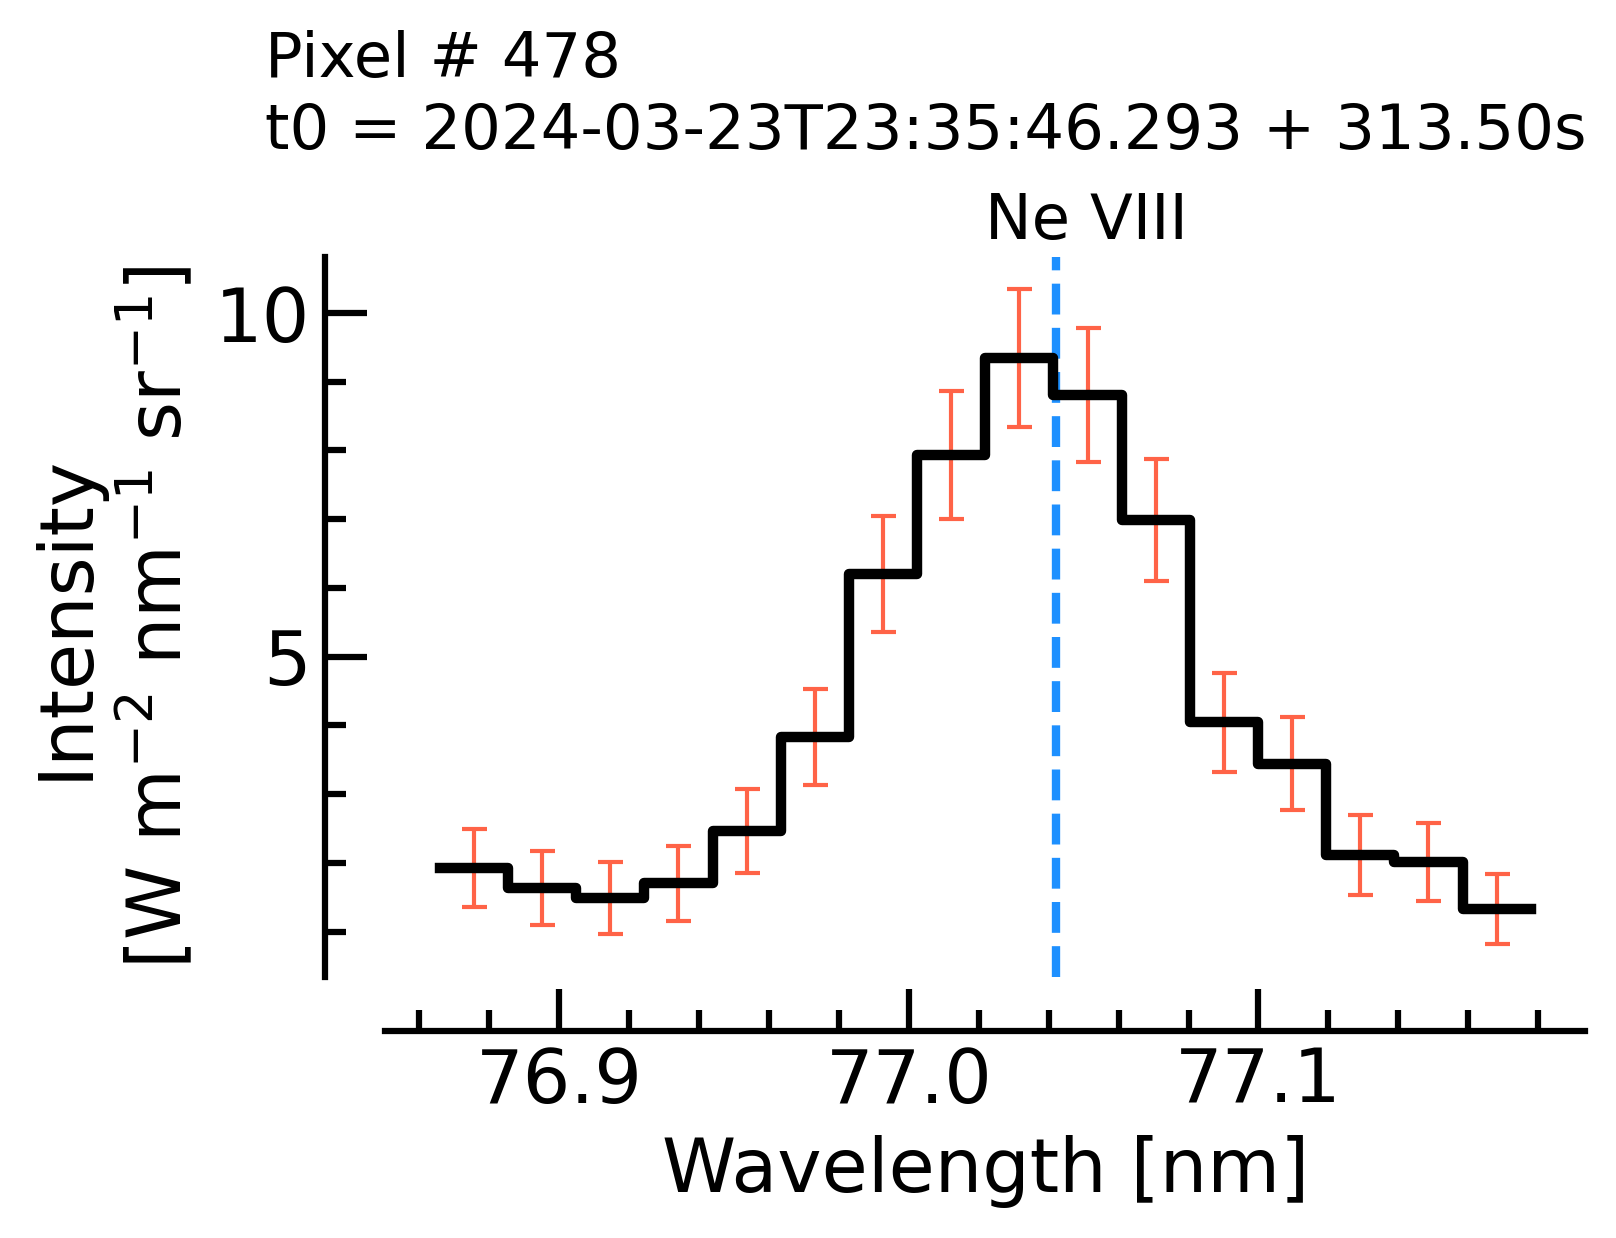 Pixel # 478
t0 = 2024-03-23T23:35:46.293 + 313.50s
Ne VIII
Intensity
[W m⁻² nm⁻¹ sr⁻¹]
10
5
76.9 77.0 77.1
Wavelength [nm]